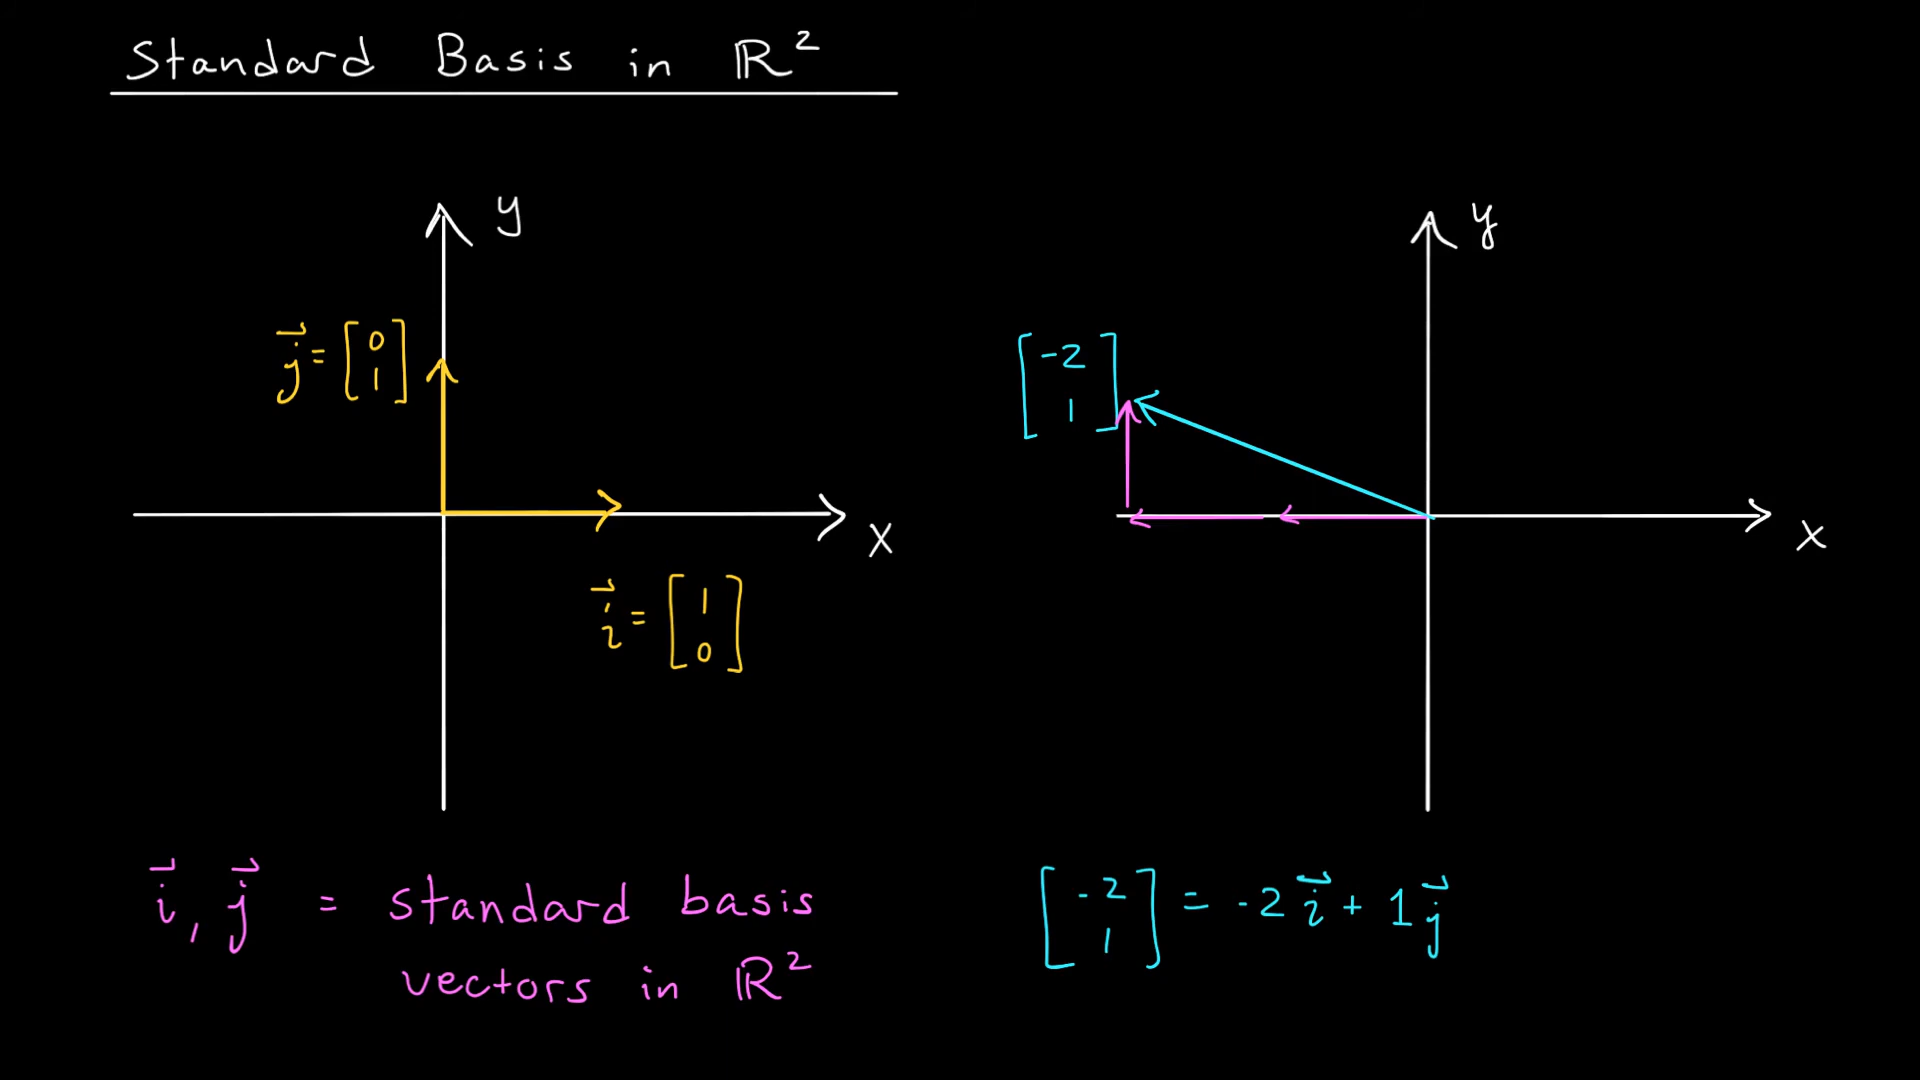 Standard Basis in ℝ²
y
j⃗ = [0 1]
x
i⃗ = [1 0]
i⃗, j⃗ = standard basis
vectors in ℝ²
y
[-2 1]
x
[-2 1] = -2 i⃗ + 1 j⃗